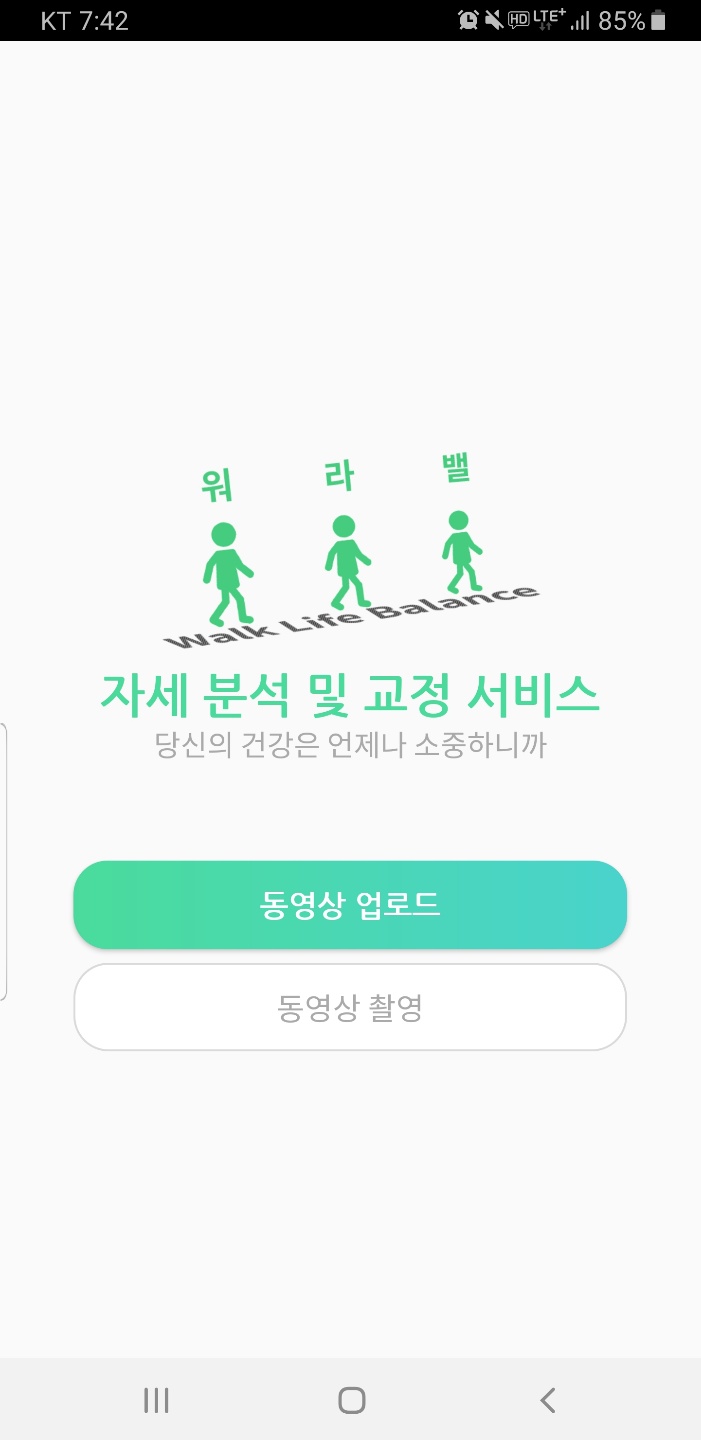 KT 7:42 HD LTE+ 85%
워 라 밸
Walk Life Balance
자세 분석 및 교정 서비스
당신의 건강은 언제나 소중하니까
동영상 업로드
동영상 촬영